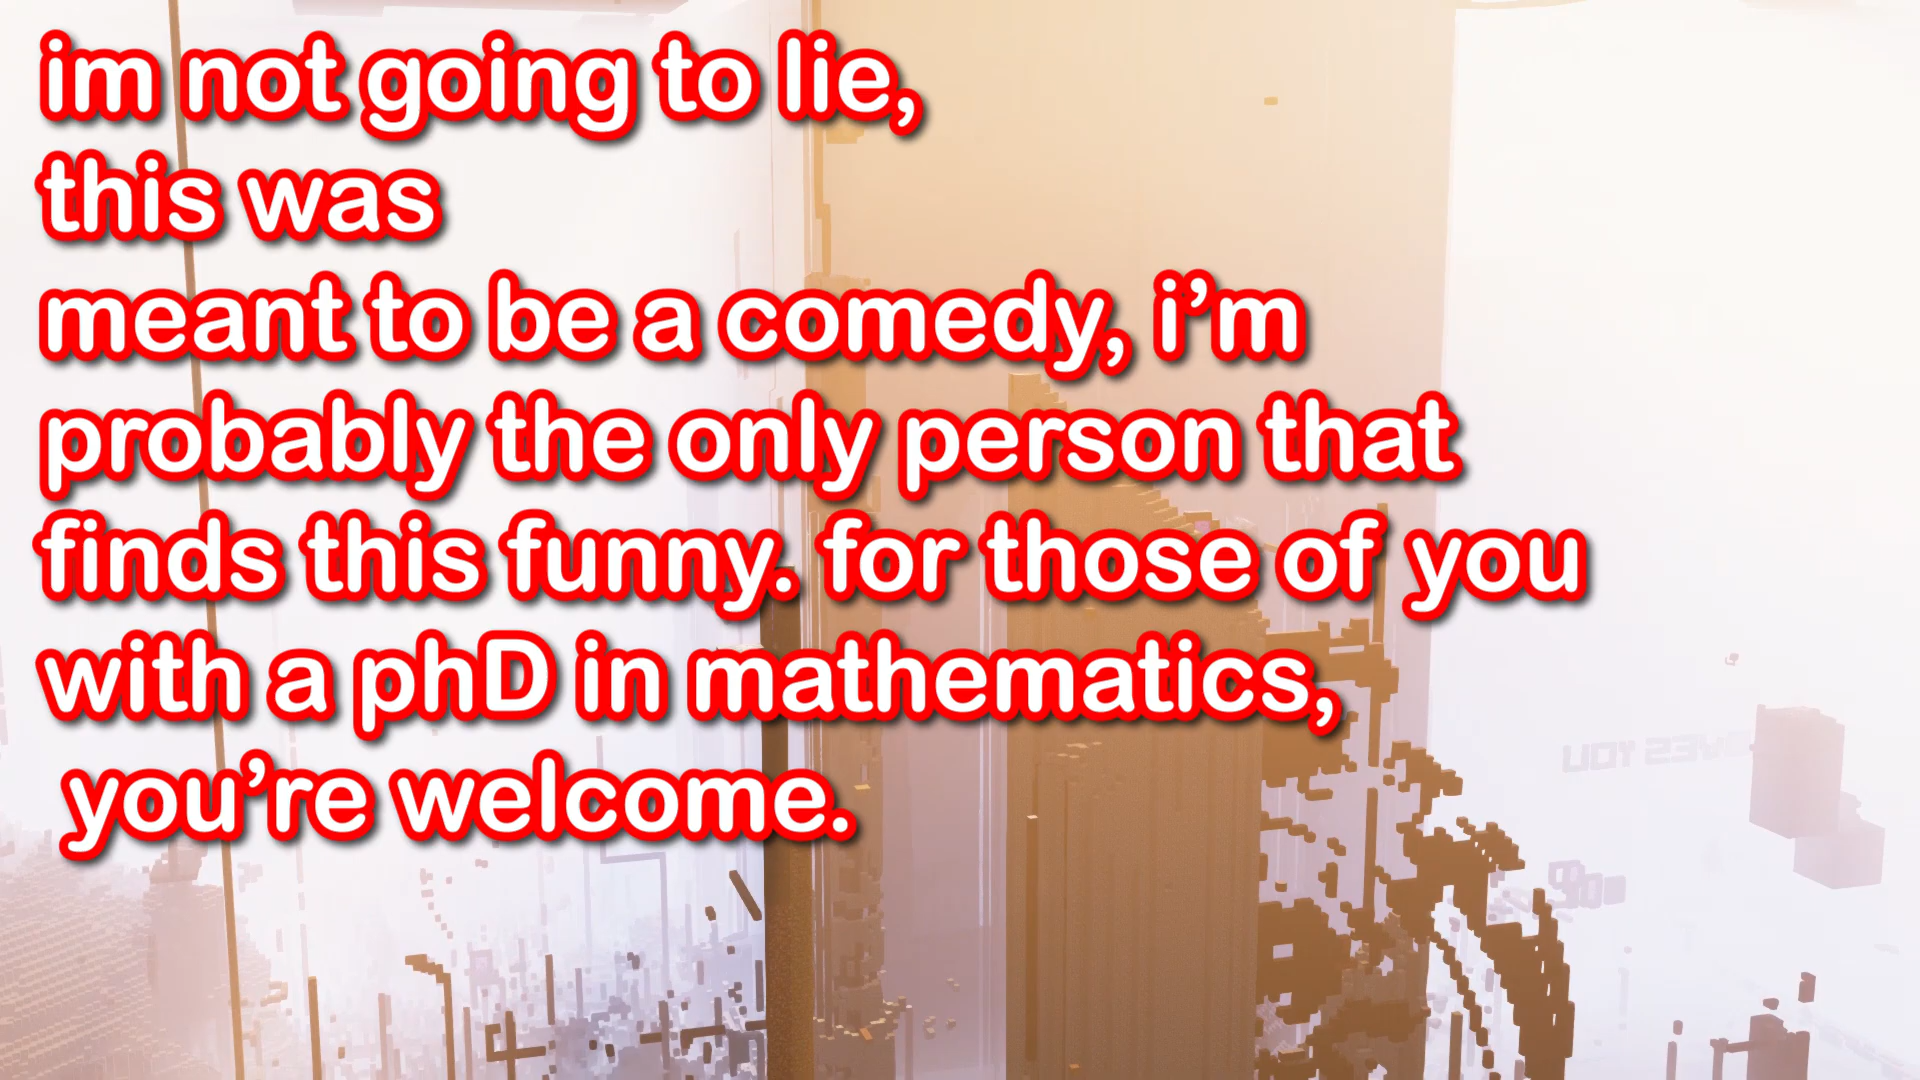 im not going to lie,
this was
meant to be a comedy, i’m
probably the only person that
finds this funny. for those of you
with a phD in mathematics,
you’re welcome.
YOU